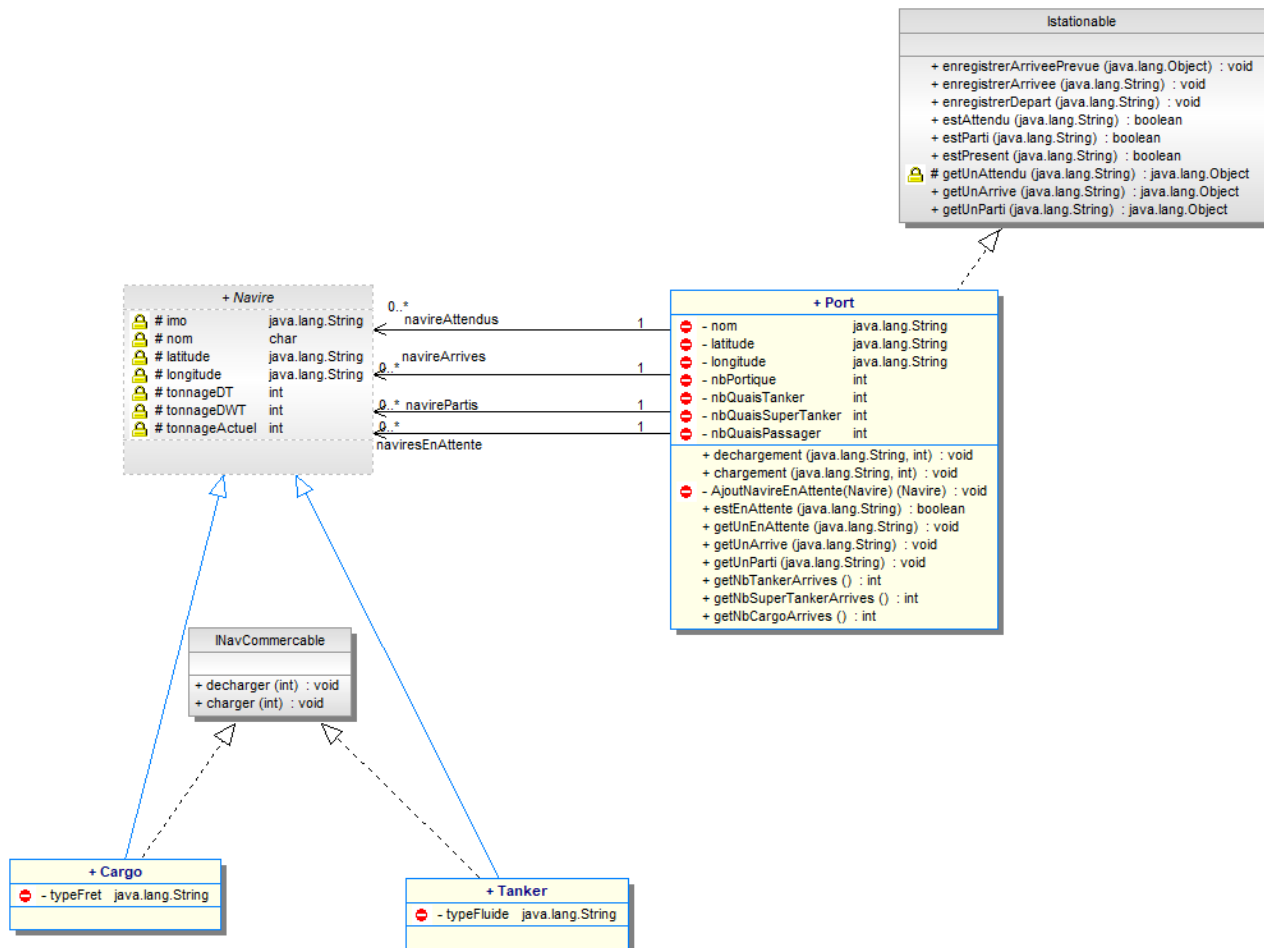 Istationable
+ enregistrerArriveePrevue (java.lang.Object) : void
+ enregistrerArrivee (java.lang.String) : void
+ enregistrerDepart (java.lang.String) : void
+ estAttendu (java.lang.String) : boolean
+ estParti (java.lang.String) : boolean
+ estPresent (java.lang.String) : boolean
# getUnAttendu (java.lang.String) : java.lang.Object
+ getUnArrive (java.lang.String) : java.lang.Object
+ getUnParti (java.lang.String) : java.lang.Object
+ Navire
# imo java.lang.String
# nom char
# latitude java.lang.String
# longitude java.lang.String
# tonnageDT int
# tonnageDWT int
# tonnageActuel int
0..*
navireAttendus
1
navireArrives
0..*
1
0..* navirePartis
1
0..*
1
naviresEnAttente
+ Port
- nom java.lang.String
- latitude java.lang.String
- longitude java.lang.String
- nbPortique int
- nbQuaisTanker int
- nbQuaisSuperTanker int
- nbQuaisPassager int
+ dechargement (java.lang.String, int) : void
+ chargement (java.lang.String, int) : void
- AjoutNavireEnAttente(Navire) (Navire) : void
+ estEnAttente (java.lang.String) : boolean
+ getUnEnAttente (java.lang.String) : void
+ getUnArrive (java.lang.String) : void
+ getUnParti (java.lang.String) : void
+ getNbTankerArrives () : int
+ getNbSuperTankerArrives () : int
+ getNbCargoArrives () : int
INavCommercable
+ decharger (int) : void
+ charger (int) : void
+ Cargo
- typeFret java.lang.String
+ Tanker
- typeFluide java.lang.String